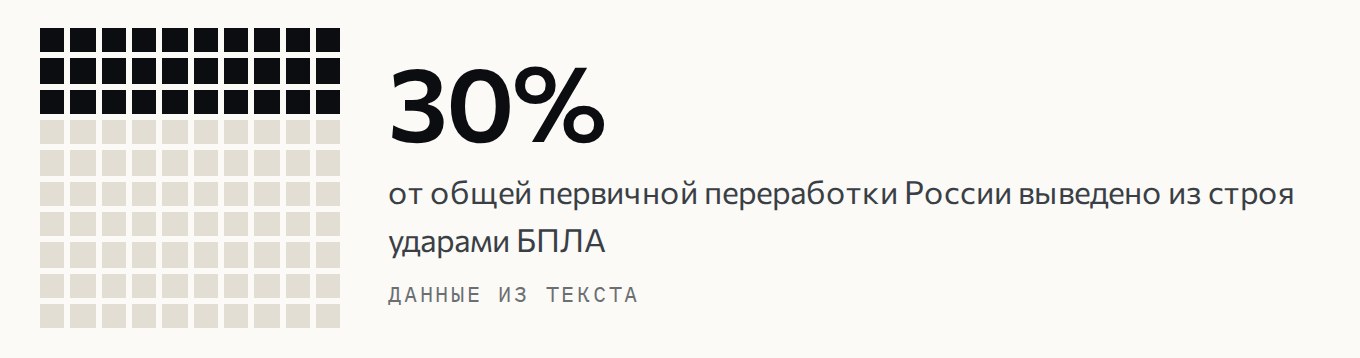 30%
от общей первичной переработки России выведено из строя
ударами БПЛА
ДАННЫЕ ИЗ ТЕКСТА